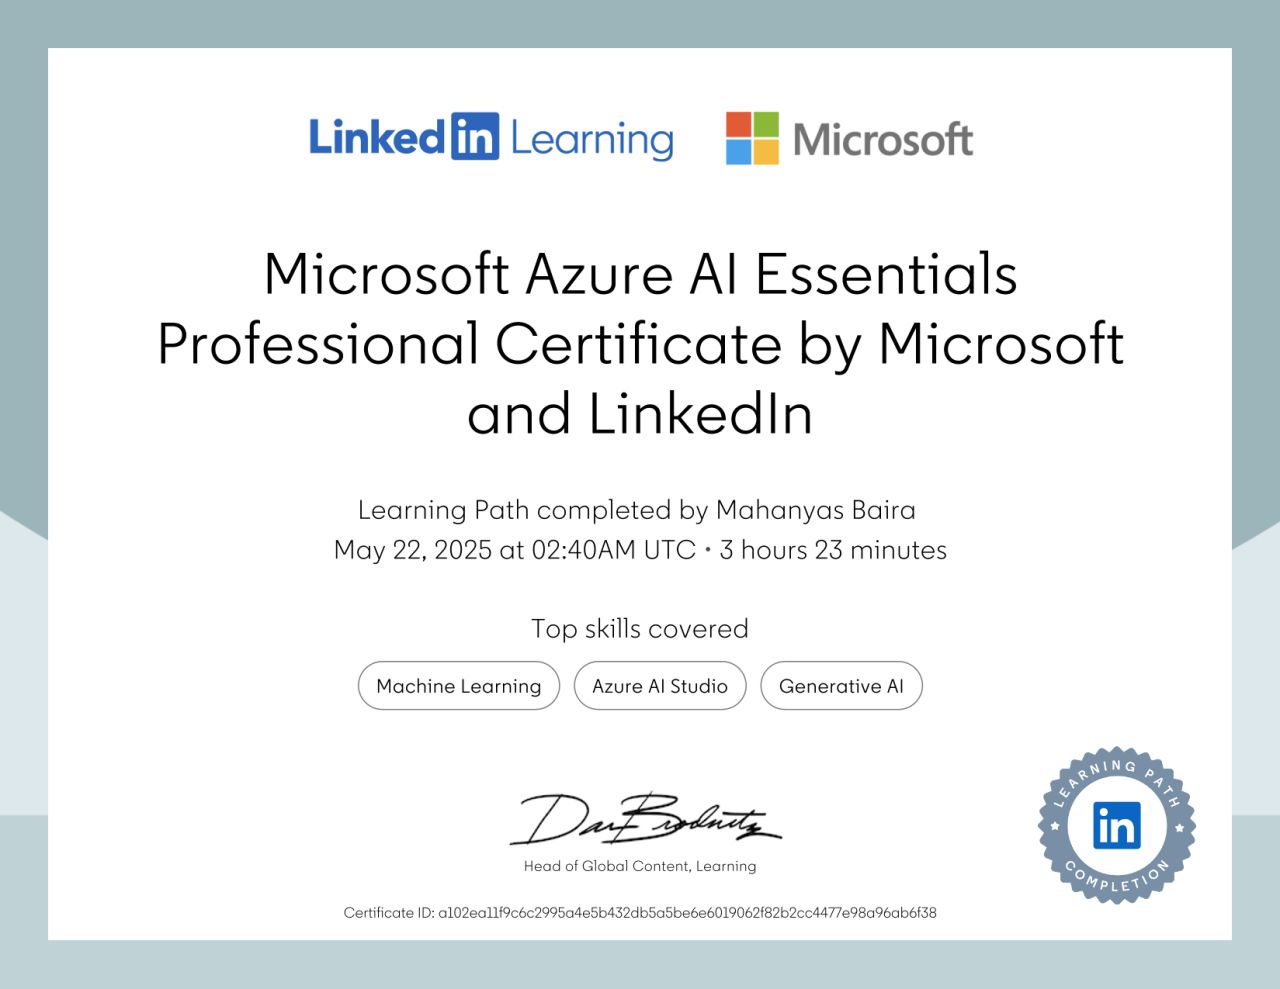 Linked in Learning Microsoft
Microsoft Azure AI Essentials
Professional Certificate by Microsoft
and LinkedIn
Learning Path completed by Mahanyas Baira
May 22, 2025 at 02:40AM UTC • 3 hours 23 minutes
Top skills covered
Machine Learning Azure AI Studio Generative AI
Dan Brodnitz
Head of Global Content, Learning
LEARNING PATH
in
COMPLETION
Certificate ID: a102ea11f9c6c2995a4e5b432db5a5be6e6019062f82b2cc4477e98a96ab6f38